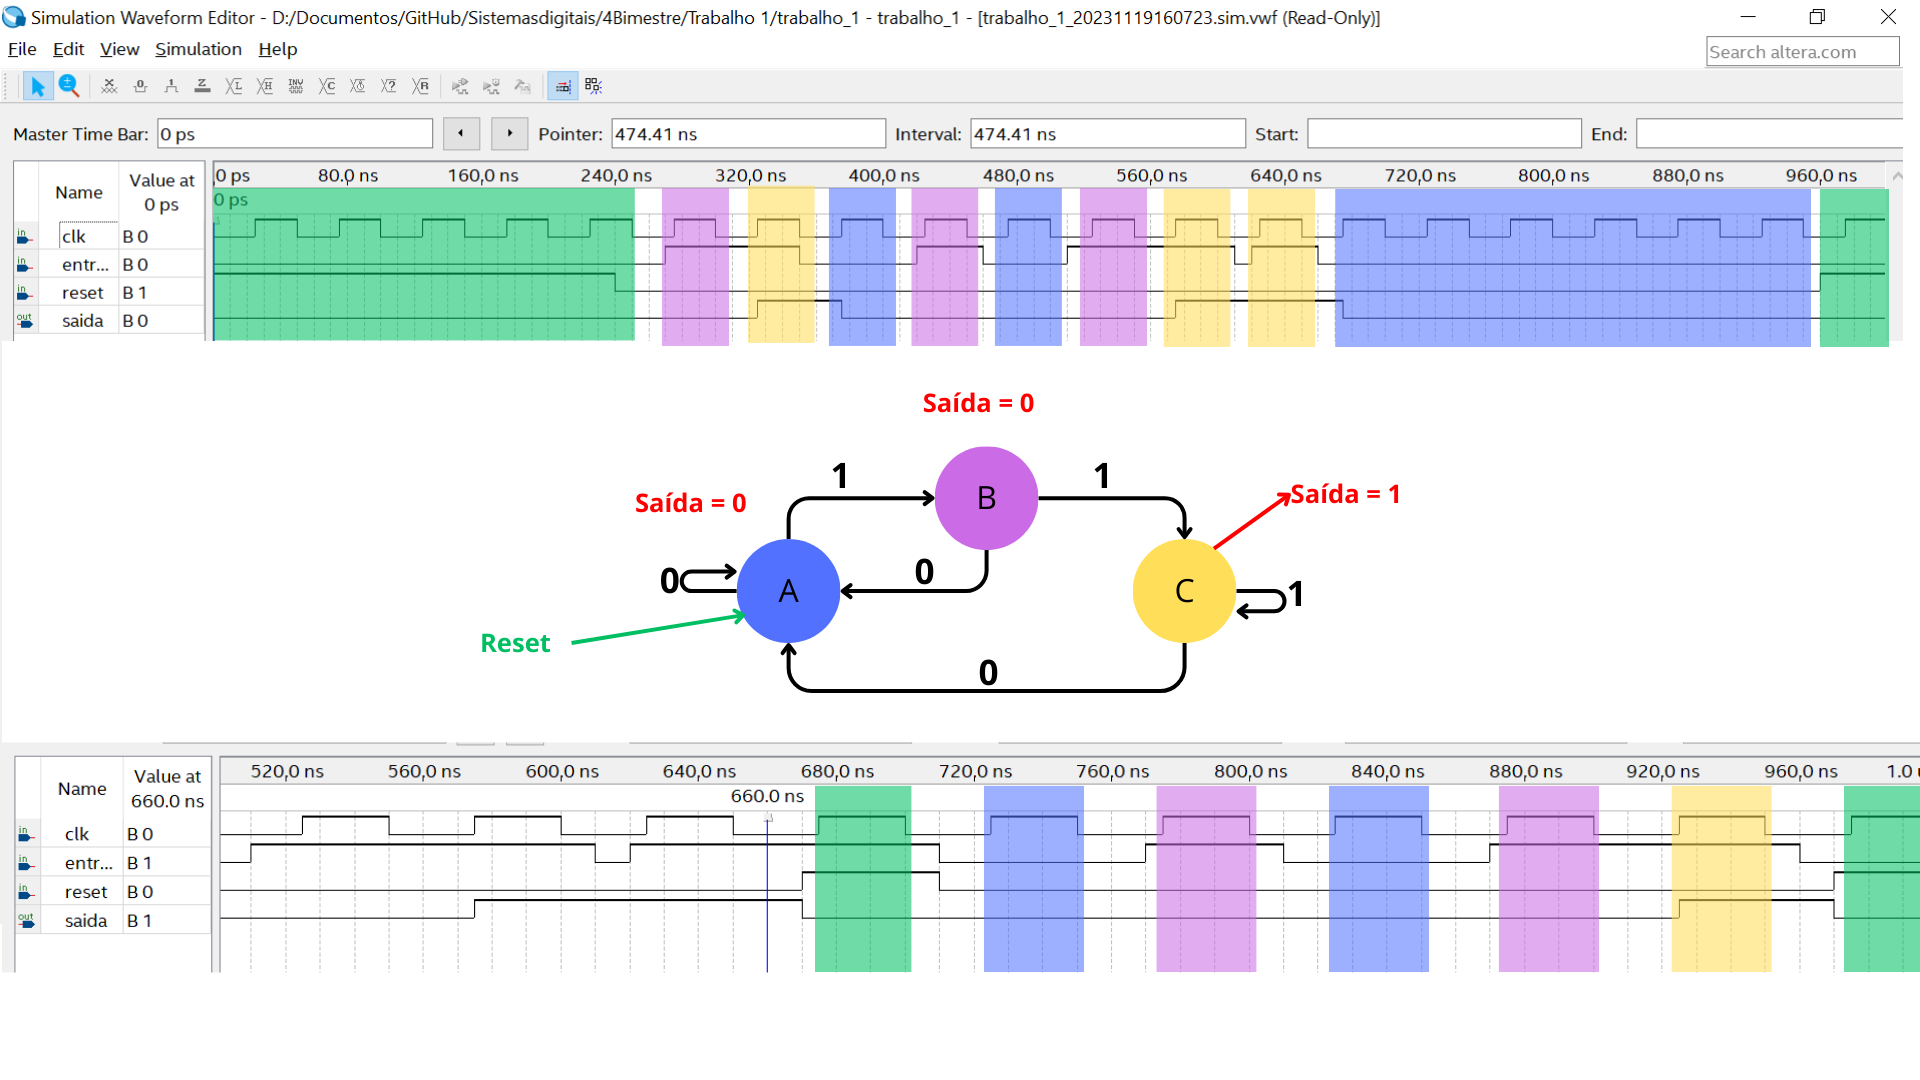 Simulation Waveform Editor - D:/Documentos/GitHub/Sistemasdigitais/4Bimestre/Trabalho 1/trabalho_1 - trabalho_1 - [trabalho_1_20231119160723.sim.vwf (Read-Only)]
File Edit View Simulation Help
Search altera.com
Master Time Bar: 0 ps Pointer: 474.41 ns Interval: 474.41 ns Start: End:
Name Value at 0 ps
0 ps 80.0 ns 160,0 ns 240,0 ns 320,0 ns 400,0 ns 480,0 ns 560,0 ns 640,0 ns 720,0 ns 800,0 ns 880,0 ns 960,0 ns
0 ps
clk B 0
entr... B 0
reset B 1
saida B 0
Saída = 0
1 B 1
Saída = 0
Saída = 1
0 A 0 C 1
Reset
0
Name Value at 660.0 ns
520,0 ns 560,0 ns 600,0 ns 640,0 ns 680,0 ns 720,0 ns 760,0 ns 800,0 ns 840,0 ns 880,0 ns 920,0 ns 960,0 ns 1.0
660.0 ns
clk B 0
entr... B 1
reset B 0
saida B 1